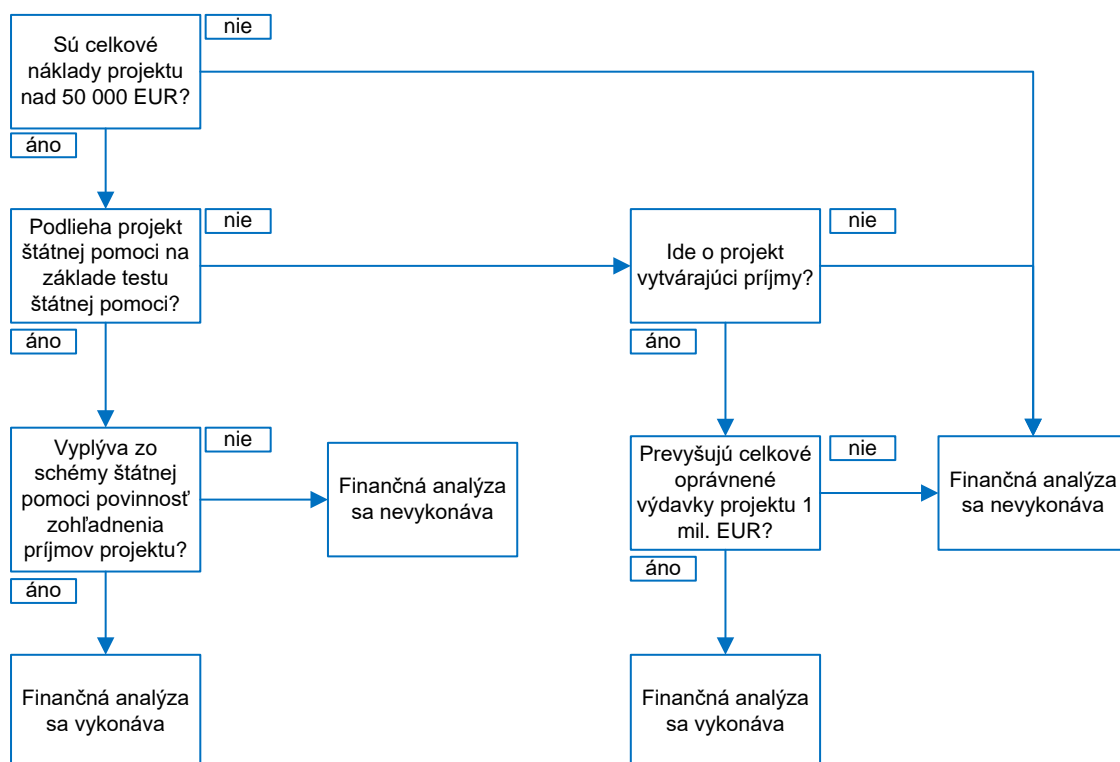 Sú celkové
náklady projektu
nad 50 000 EUR?
nie
áno
Podlieha projekt
štátnej pomoci na
základe testu
štátnej pomoci?
nie
áno
Ide o projekt
vytvárajúci príjmy?
nie
áno
Vyplýva zo
schémy štátnej
pomoci povinnosť
zohľadnenia
príjmov projektu?
nie
áno
Finančná analýza
sa nevykonáva
Prevyšujú celkové
oprávnené
výdavky projektu 1
mil. EUR?
nie
áno
Finančná analýza
sa nevykonáva
Finančná analýza
sa vykonáva
Finančná analýza
sa vykonáva